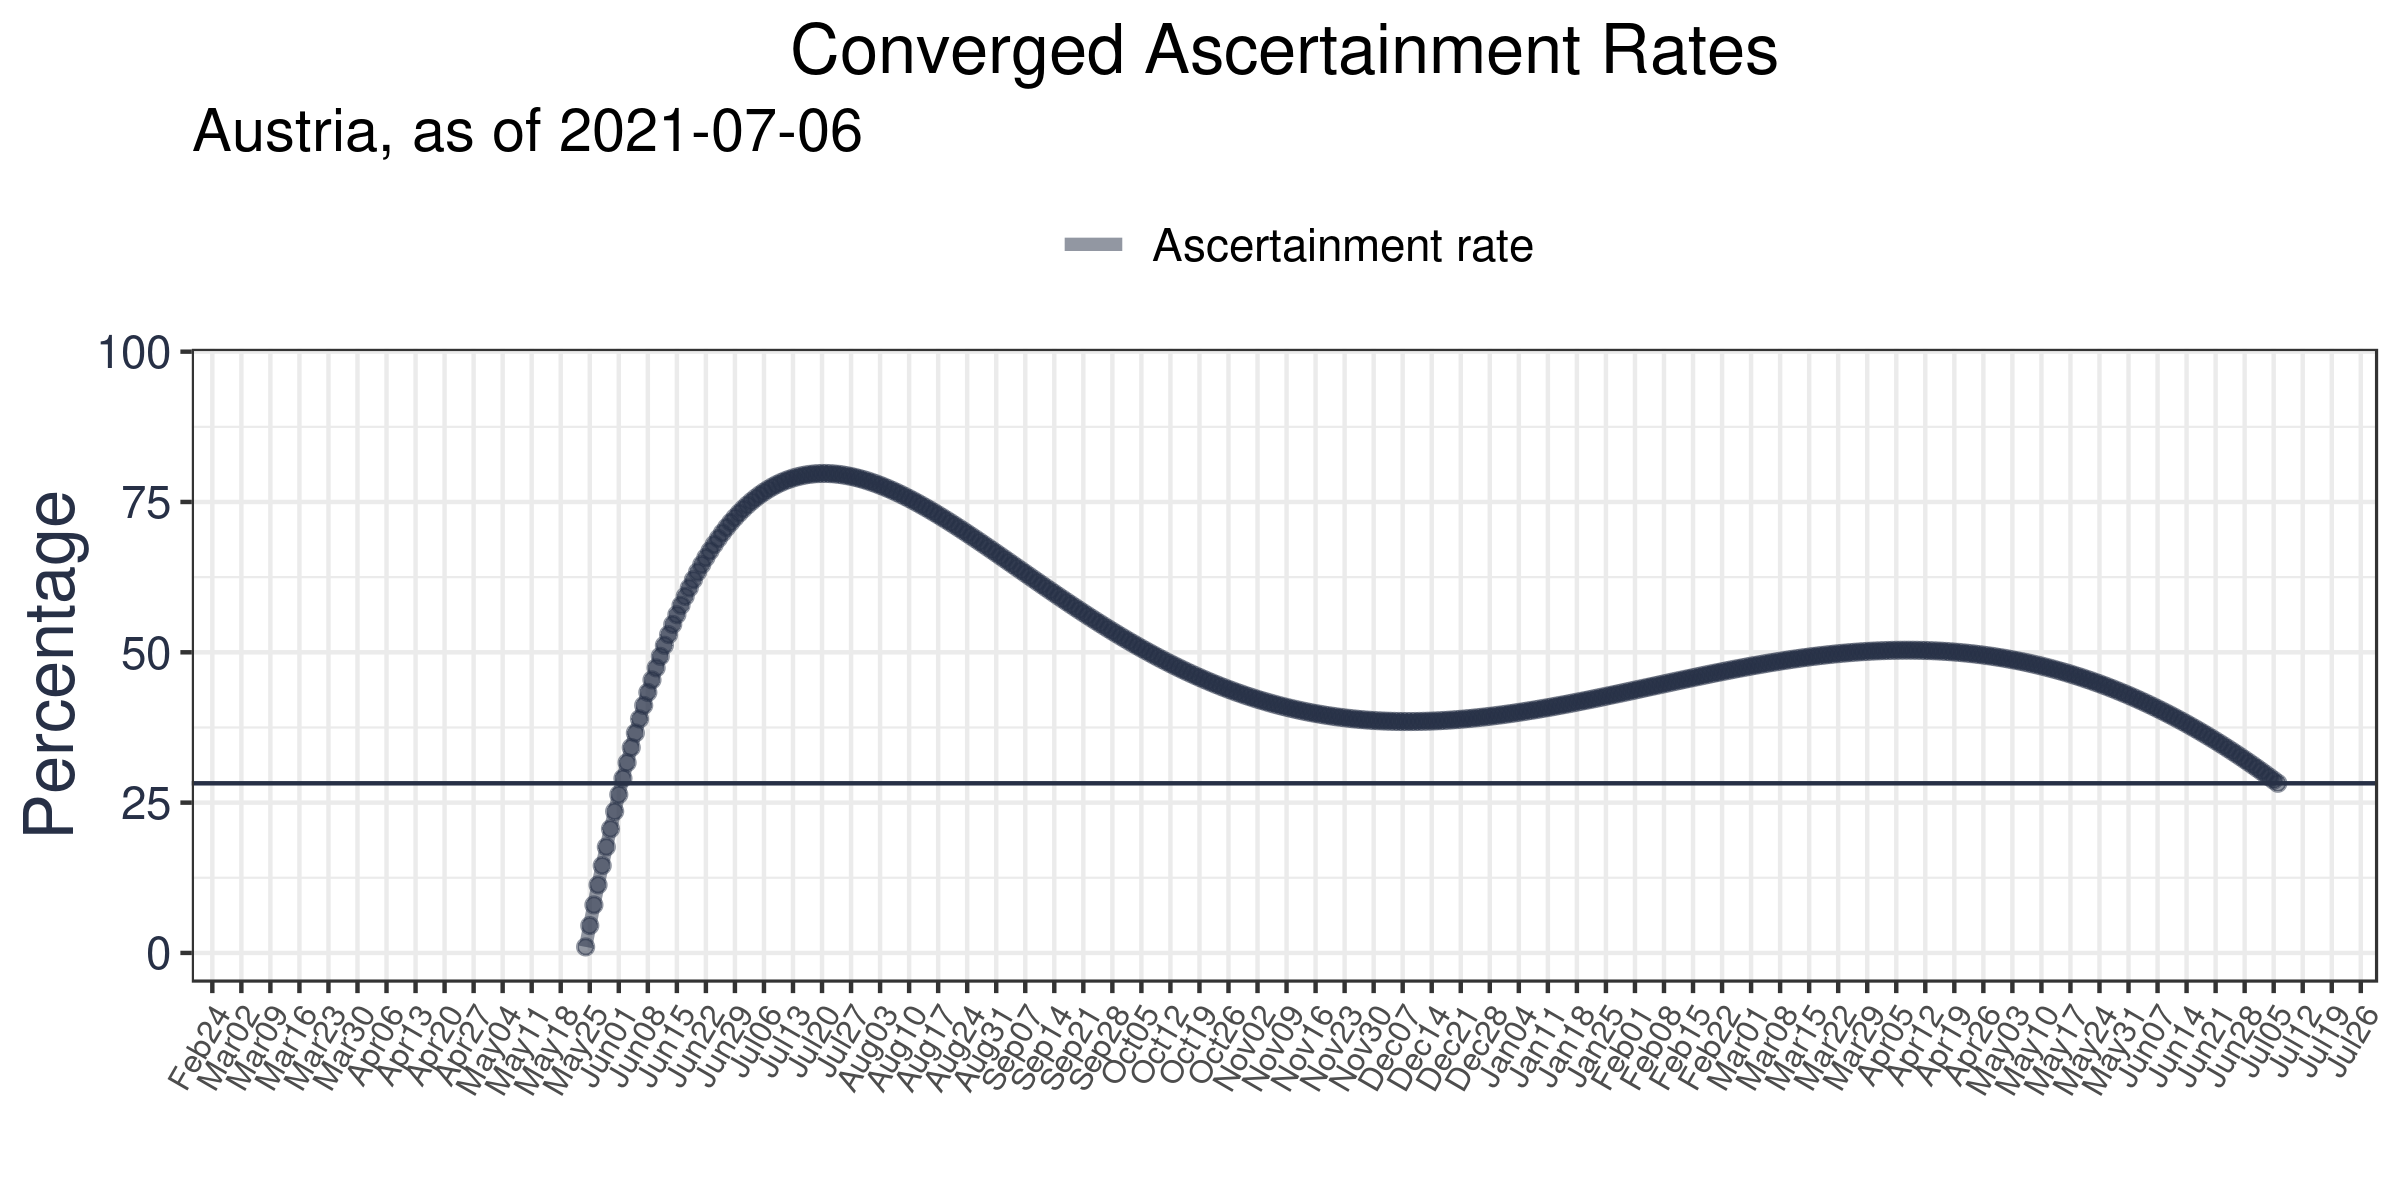 Converged Ascertainment Rates
Austria, as of 2021-07-06
Ascertainment rate
Percentage
100
75
50
25
0
Feb24 Mar02 Mar09 Mar16 Mar23 Mar30 Apr06 Apr13 Apr20 Apr27 May04 May11 May18 May25 Jun01 Jun08 Jun15 Jun22 Jun29 Jul06 Jul13 Jul20 Jul27 Aug03 Aug10 Aug17 Aug24 Aug31 Sep07 Sep14 Sep21 Sep28 Oct05 Oct12 Oct19 Oct26 Nov02 Nov09 Nov16 Nov23 Nov30 Dec07 Dec14 Dec21 Dec28 Jan04 Jan11 Jan18 Jan25 Feb01 Feb08 Feb15 Feb22 Mar01 Mar08 Mar15 Mar22 Mar29 Apr05 Apr12 Apr19 Apr26 May03 May10 May17 May24 May31 Jun07 Jun14 Jun21 Jun28 Jul05 Jul12 Jul19 Jul26